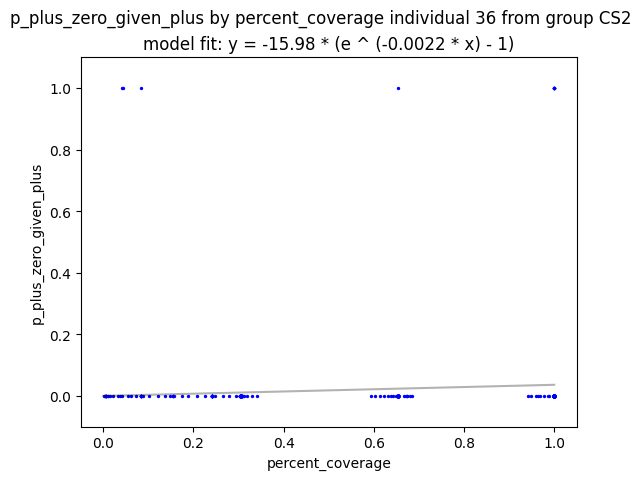 p_plus_zero_given_plus by percent_coverage individual 36 from group CS2
model fit: y = -15.98 * (e ^ (-0.0022 * x) - 1)
1.0
0.8
0.6
0.4
0.2
0.0
p_plus_zero_given_plus
0.0 0.2 0.4 0.6 0.8 1.0
percent_coverage